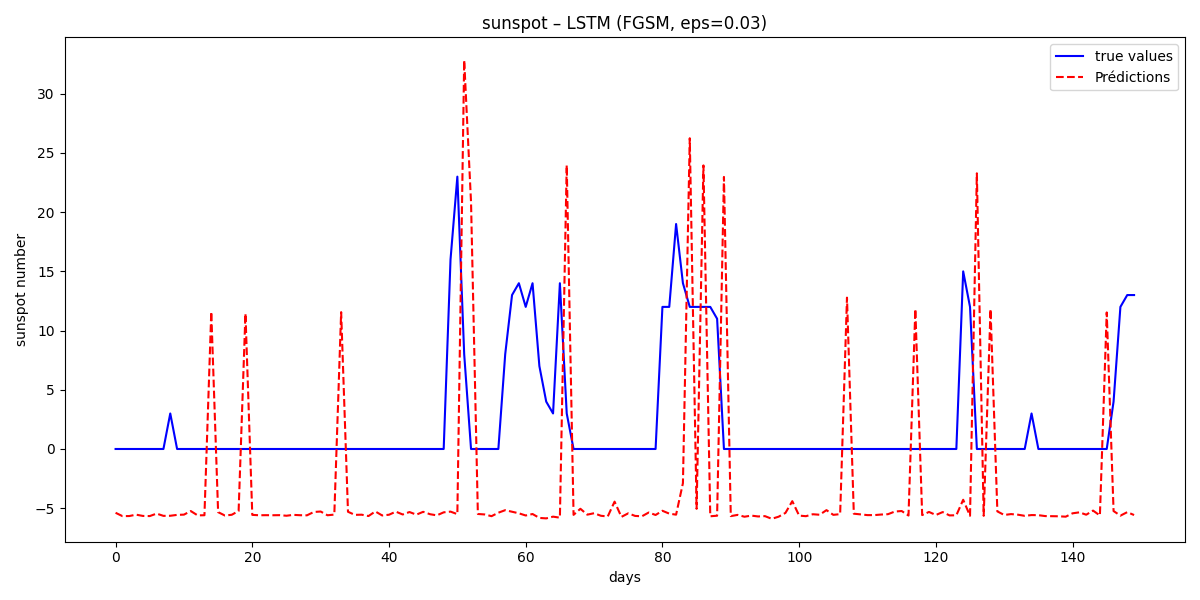 sunspot – LSTM (FGSM, eps=0.03)
true values
Prédictions
sunspot number
30
25
20
15
10
5
0
−5
0 20 40 60 80 100 120 140
days